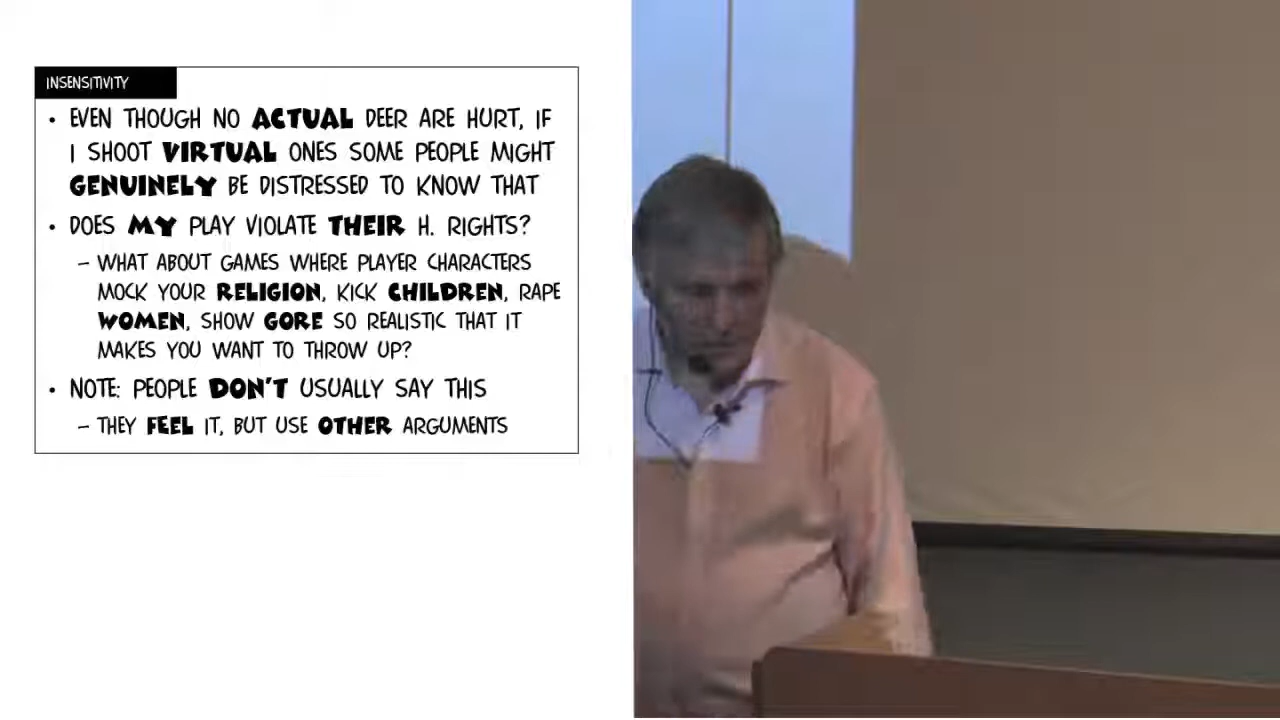 INSENSITIVITY
• EVEN THOUGH NO ACTUAL DEER ARE HURT, IF
I SHOOT VIRTUAL ONES SOME PEOPLE MIGHT
GENUINELY BE DISTRESSED TO KNOW THAT
• DOES MY PLAY VIOLATE THEIR H. RIGHTS?
– WHAT ABOUT GAMES WHERE PLAYER CHARACTERS
MOCK YOUR RELIGION, KICK CHILDREN, RAPE
WOMEN, SHOW GORE SO REALISTIC THAT IT
MAKES YOU WANT TO THROW UP?
• NOTE: PEOPLE DON'T USUALLY SAY THIS
– THEY FEEL IT, BUT USE OTHER ARGUMENTS